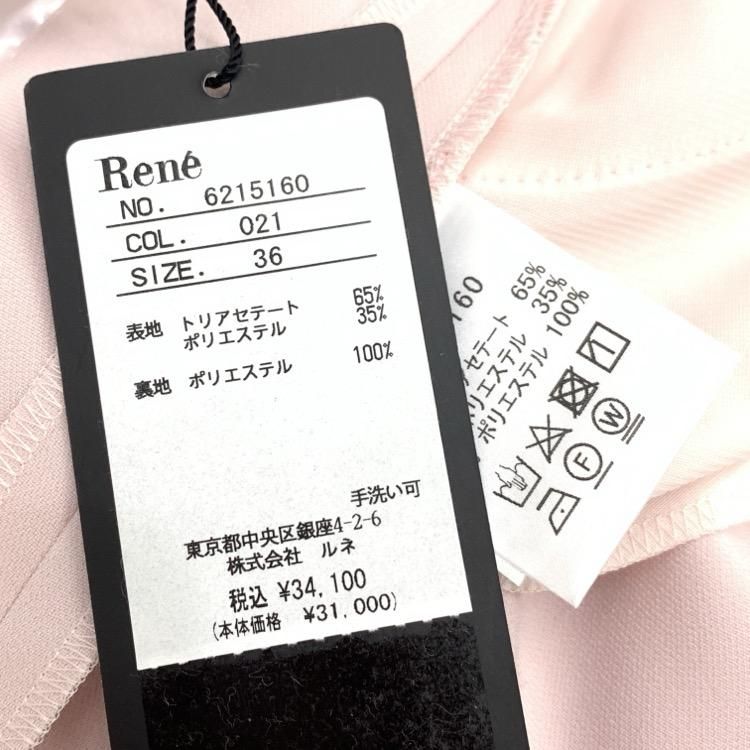 René
NO. 6215160
COL. 021
SIZE. 36
表地 トリアセテート 65%
ポリエステル 35%
裏地 ポリエステル 100%
手洗い可
東京都中央区銀座4-2-6
株式会社 ルネ
税込 ¥34,100
(本体価格 ¥31,000)
160
セテート 65%
リエステル 35%
ポリエステル 100%
W
F